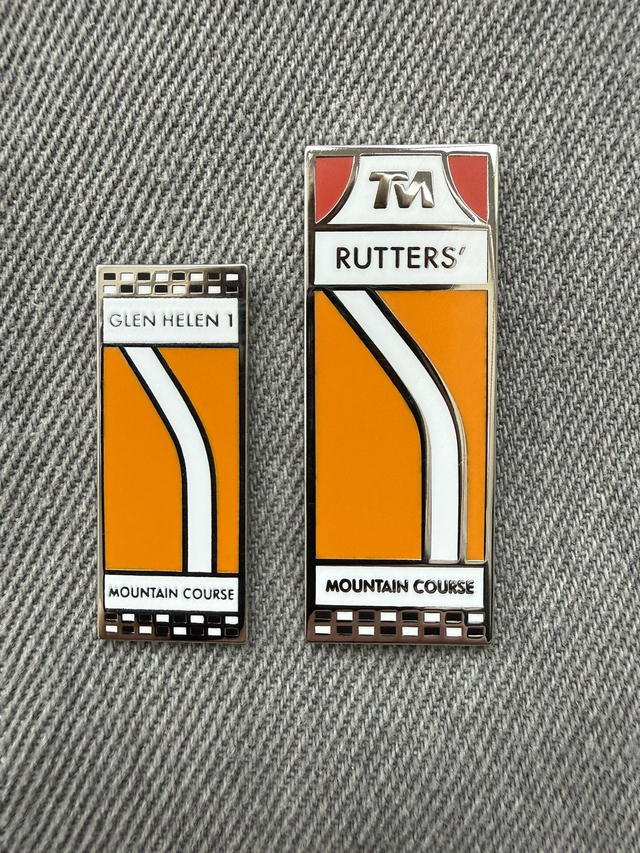 GLEN HELEN 1
MOUNTAIN COURSE
TM
RUTTERS'
MOUNTAIN COURSE